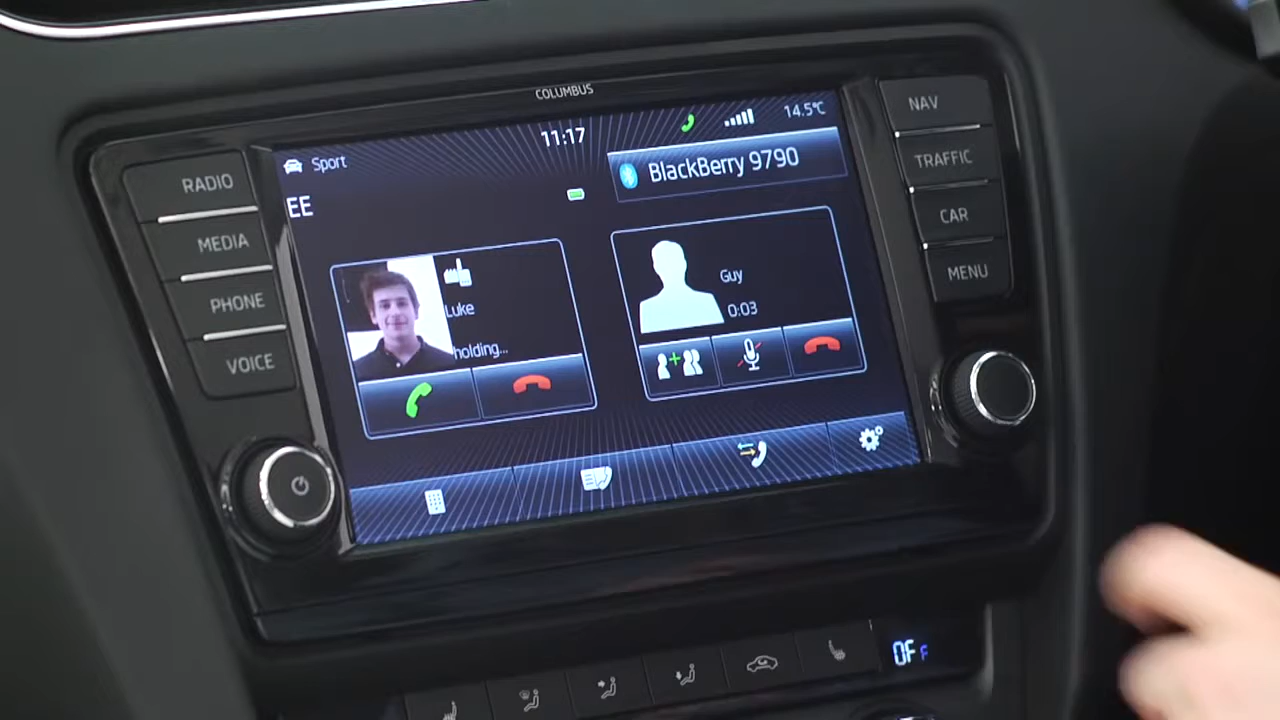 COLUMBUS
RADIO
MEDIA
PHONE
VOICE
Sport
11:17
14.5°C
EE
BlackBerry 9790
Luke
holding...
Guy
0:03
NAV
TRAFFIC
CAR
MENU
OFF